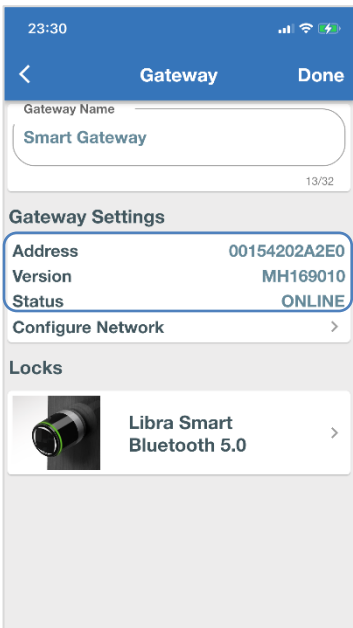 23:30
Gateway
Done
Gateway Name
Smart Gateway
13/32
Gateway Settings
Address 00154202A2E0
Version MH169010
Status ONLINE
Configure Network
Locks
Libra Smart
Bluetooth 5.0